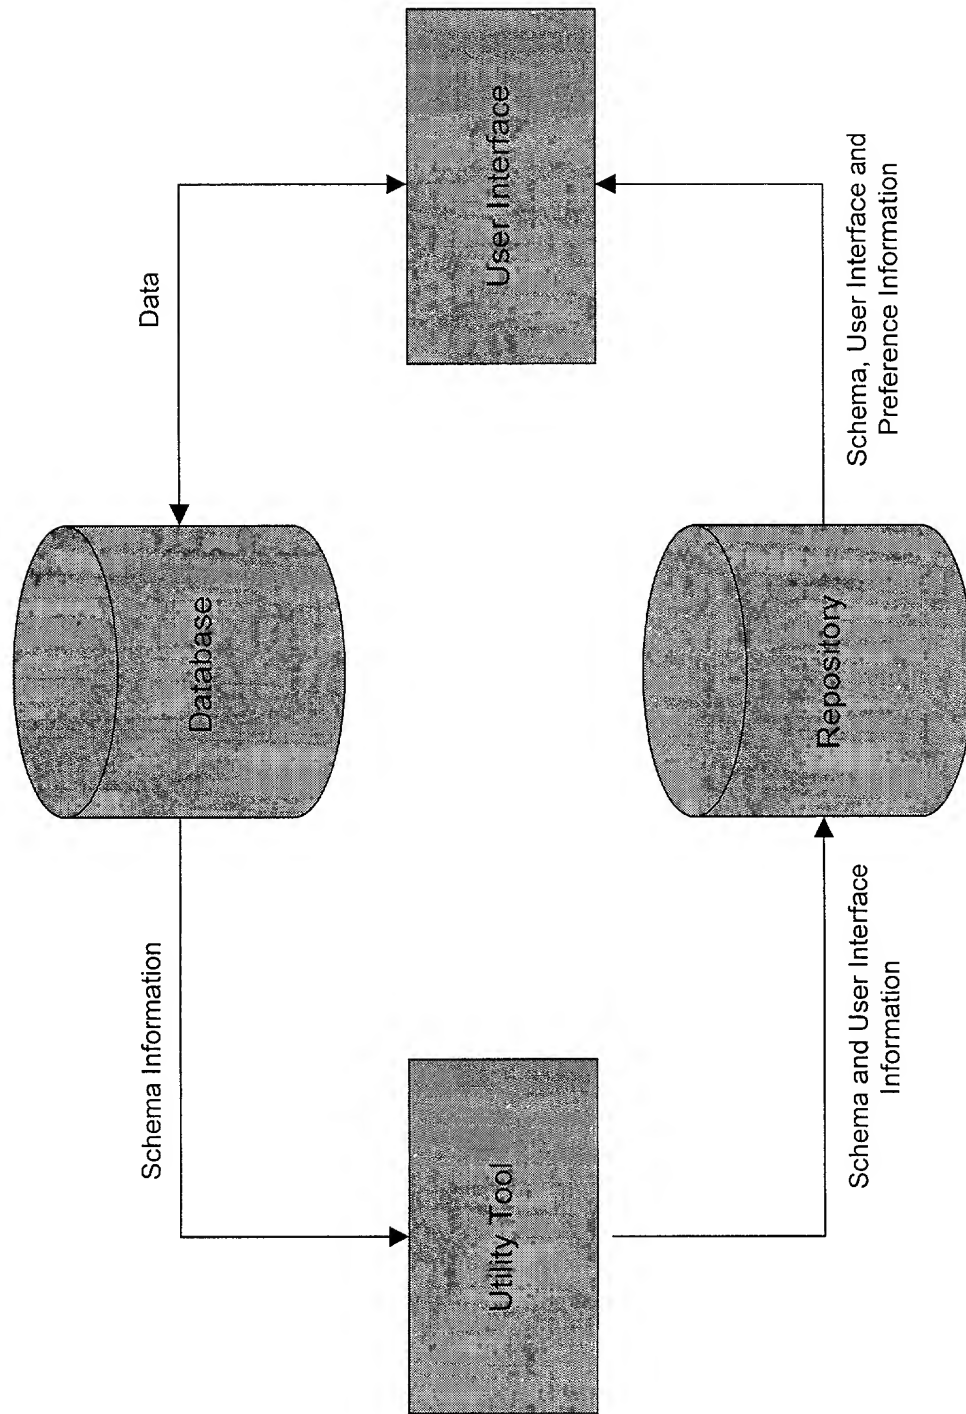 Schema Information
Data
Utility Tool
Database
User Interface
Repository
Schema and User Interface
Information
Schema, User Interface and
Preference Information